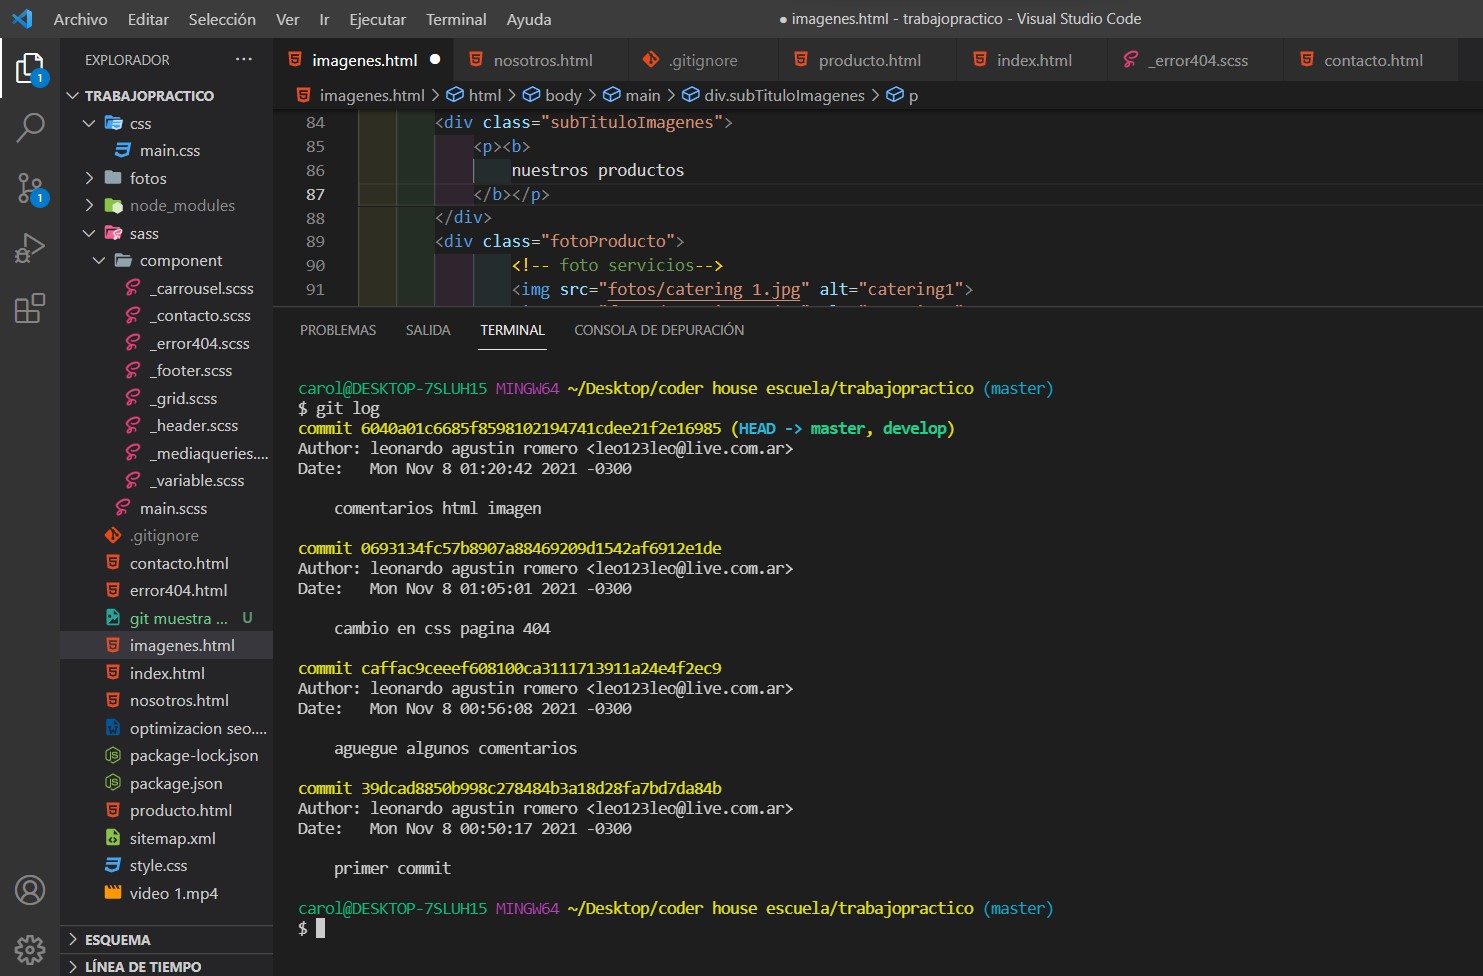 Archivo Editar Selección Ver Ir Ejecutar Terminal Ayuda
● imagenes.html - trabajopractico - Visual Studio Code
1
1
EXPLORADOR ...
TRABAJOPRACTICO
css
main.css
fotos
node_modules
sass
component
_carrousel.scss
_contacto.scss
_error404.scss
_footer.scss
_grid.scss
_header.scss
_mediaqueries....
_variable.scss
main.scss
.gitignore
contacto.html
error404.html
git muestra ... U
imagenes.html
index.html
nosotros.html
optimizacion seo....
package-lock.json
package.json
producto.html
sitemap.xml
style.css
video 1.mp4
ESQUEMA
LÍNEA DE TIEMPO
imagenes.html ● nosotros.html .gitignore producto.html index.html _error404.scss contacto.html
imagenes.html > html > body > main > div.subTituloImagenes > p
84 <div class="subTituloImagenes">
85 <p><b>
86 nuestros productos
87 </b></p>
88 </div>
89 <div class="fotoProducto">
90 <!-- foto servicios-->
91 <img src="fotos/catering 1.jpg" alt="catering1">
PROBLEMAS SALIDA TERMINAL CONSOLA DE DEPURACIÓN
carol@DESKTOP-7SLUH15 MINGW64 ~/Desktop/coder house escuela/trabajopractico (master)
$ git log
commit 6040a01c6685f8598102194741cdee21f2e16985 (HEAD -> master, develop)
Author: leonardo agustin romero <leo123leo@live.com.ar>
Date:   Mon Nov 8 01:20:42 2021 -0300
comentarios html imagen
commit 0693134fc57b8907a88469209d1542af6912e1de
Author: leonardo agustin romero <leo123leo@live.com.ar>
Date:   Mon Nov 8 01:05:01 2021 -0300
cambio en css pagina 404
commit caffac9ceeef608100ca3111713911a24e4f2ec9
Author: leonardo agustin romero <leo123leo@live.com.ar>
Date:   Mon Nov 8 00:56:08 2021 -0300
aguegue algunos comentarios
commit 39dcad8850b998c278484b3a18d28fa7bd7da84b
Author: leonardo agustin romero <leo123leo@live.com.ar>
Date:   Mon Nov 8 00:50:17 2021 -0300
primer commit
carol@DESKTOP-7SLUH15 MINGW64 ~/Desktop/coder house escuela/trabajopractico (master)
$